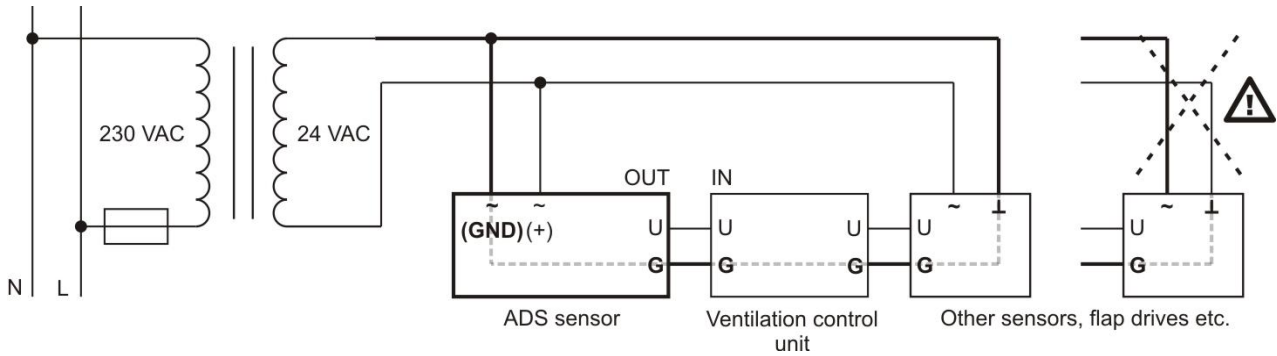 230 VAC
24 VAC
OUT IN
~ ~ ~ ⊥ ~ ⊥
(GND) (+) U U U U U
G G G G G
N L
ADS sensor
Ventilation control
unit
Other sensors, flap drives etc.
!